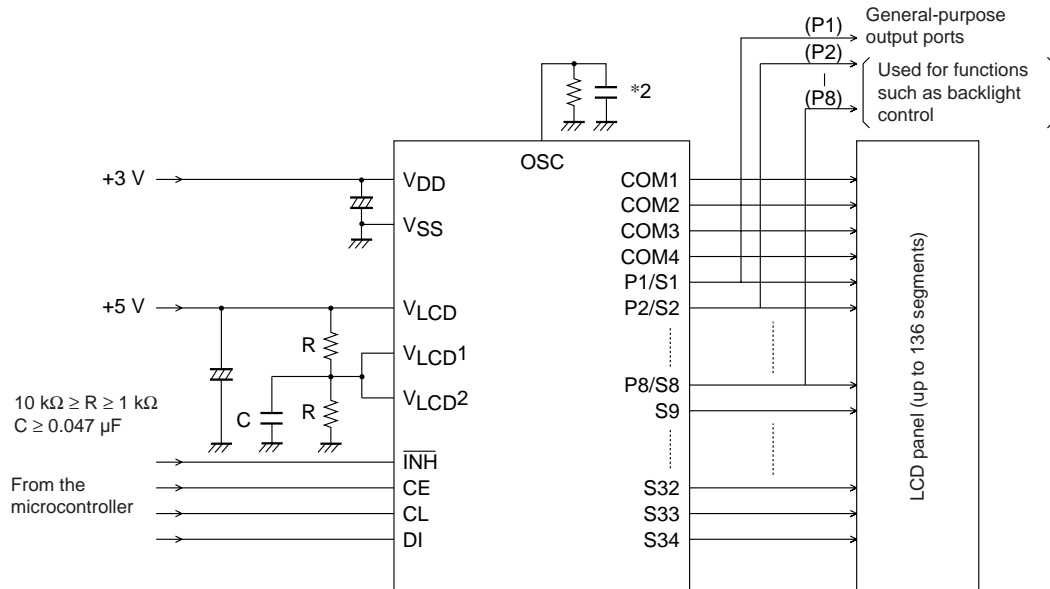 (P1)
General-purpose
output ports
(P2)
(P8)
Used for functions
such as backlight
control
*2
OSC
+3 V
VDD
VSS
+5 V
VLCD
R
VLCD1
VLCD2
C
R
10 kΩ ≥ R ≥ 1 kΩ
C ≥ 0.047 µF
From the
microcontroller
INH
CE
CL
DI
COM1
COM2
COM3
COM4
P1/S1
P2/S2
P8/S8
S9
S32
S33
S34
LCD panel (up to 136 segments)